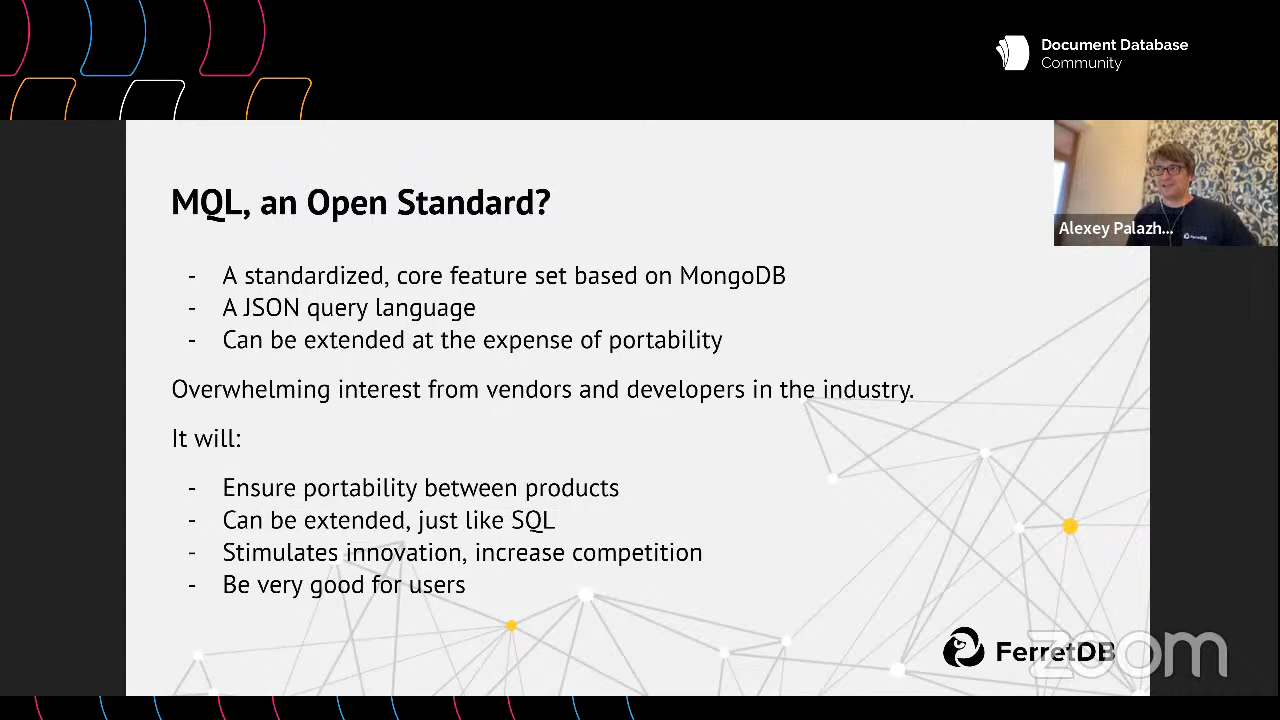 Document Database
Community
MQL, an Open Standard?
- A standardized, core feature set based on MongoDB
- A JSON query language
- Can be extended at the expense of portability
Overwhelming interest from vendors and developers in the industry.
It will:
- Ensure portability between products
- Can be extended, just like SQL
- Stimulates innovation, increase competition
- Be very good for users
Alexey Palazh...
FerretDB
FerretDB
zoom